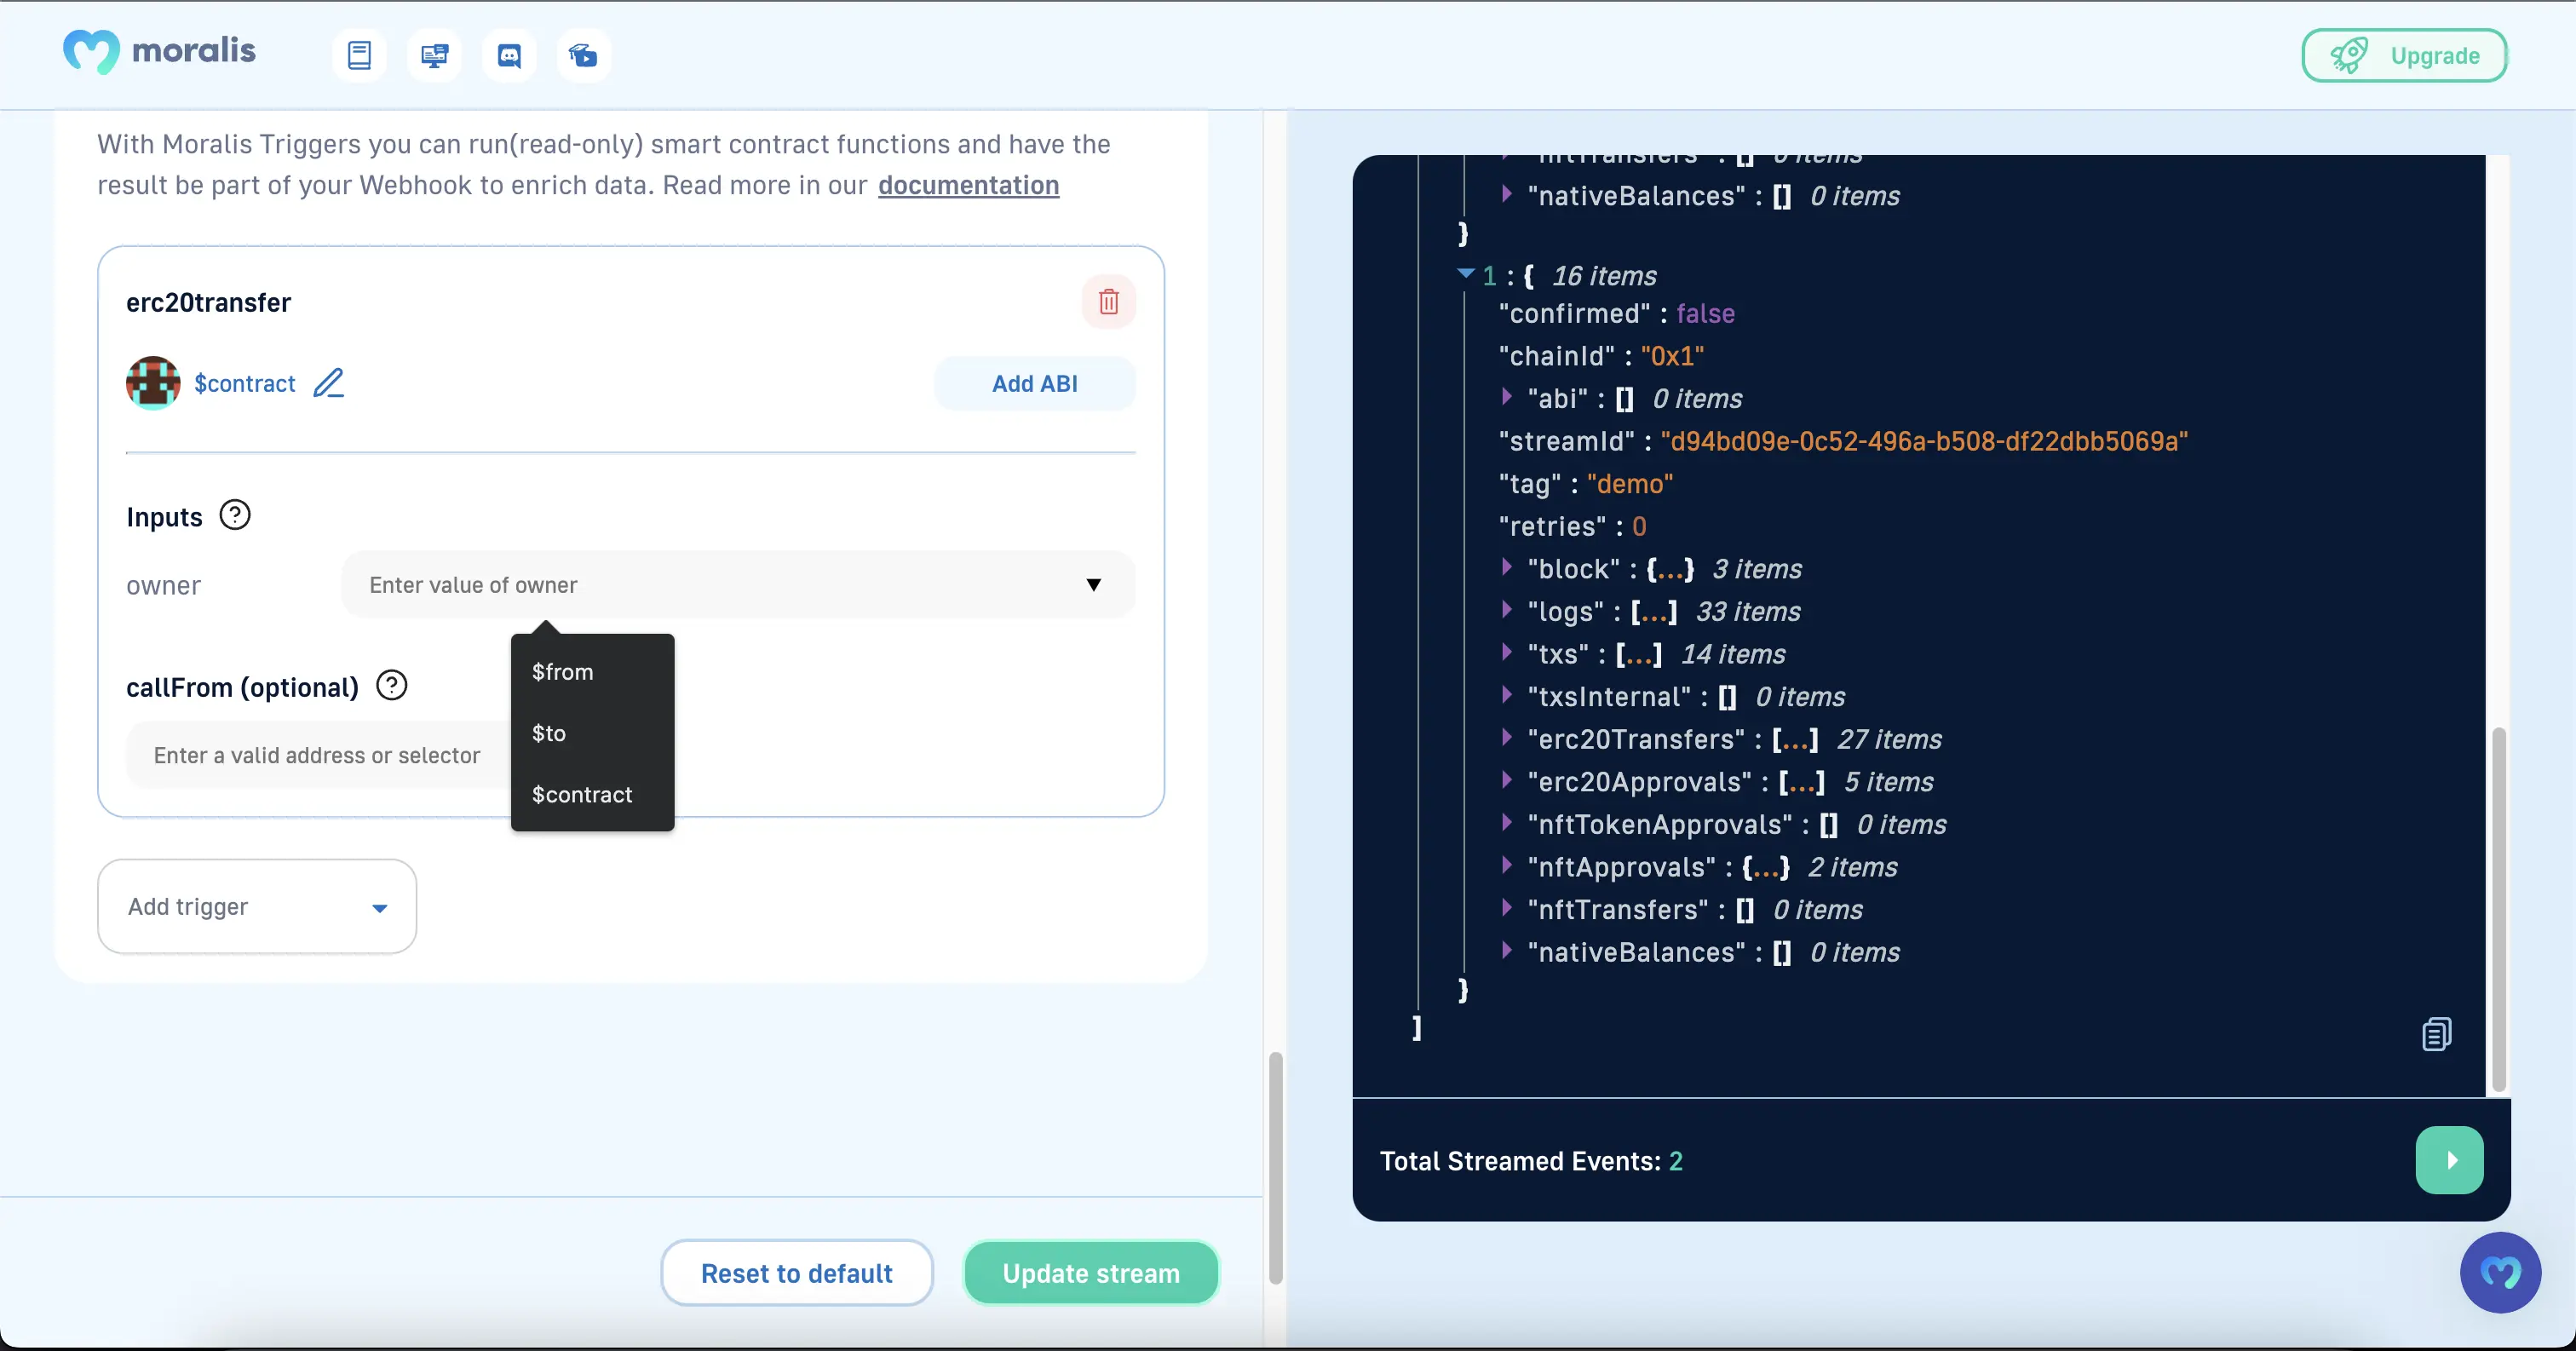 moralis
Upgrade
With Moralis Triggers you can run(read-only) smart contract functions and have the
result be part of your Webhook to enrich data. Read more in our documentation
erc20transfer
$contract
Add ABI
Inputs ?
owner
Enter value of owner
$from
$to
$contract
callFrom (optional) ?
Enter a valid address or selector
Add trigger
Reset to default
Update stream
"nftTransfers" : [] 0 items
"nativeBalances" : [] 0 items
}
1 : { 16 items
"confirmed" : false
"chainId" : "0x1"
"abi" : [] 0 items
"streamId" : "d94bd09e-0c52-496a-b508-df22dbb5069a"
"tag" : "demo"
"retries" : 0
"block" : {...} 3 items
"logs" : [...] 33 items
"txs" : [...] 14 items
"txsInternal" : [] 0 items
"erc20Transfers" : [...] 27 items
"erc20Approvals" : [...] 5 items
"nftTokenApprovals" : [] 0 items
"nftApprovals" : {...} 2 items
"nftTransfers" : [] 0 items
"nativeBalances" : [] 0 items
}
]
Total Streamed Events: 2